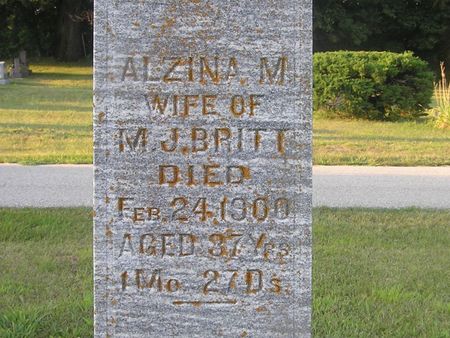 ALZINA M.
WIFE OF
M. J. BRITT
DIED
FEB. 24, 1900
AGED 37 YRS
1 MO. 27 DS.